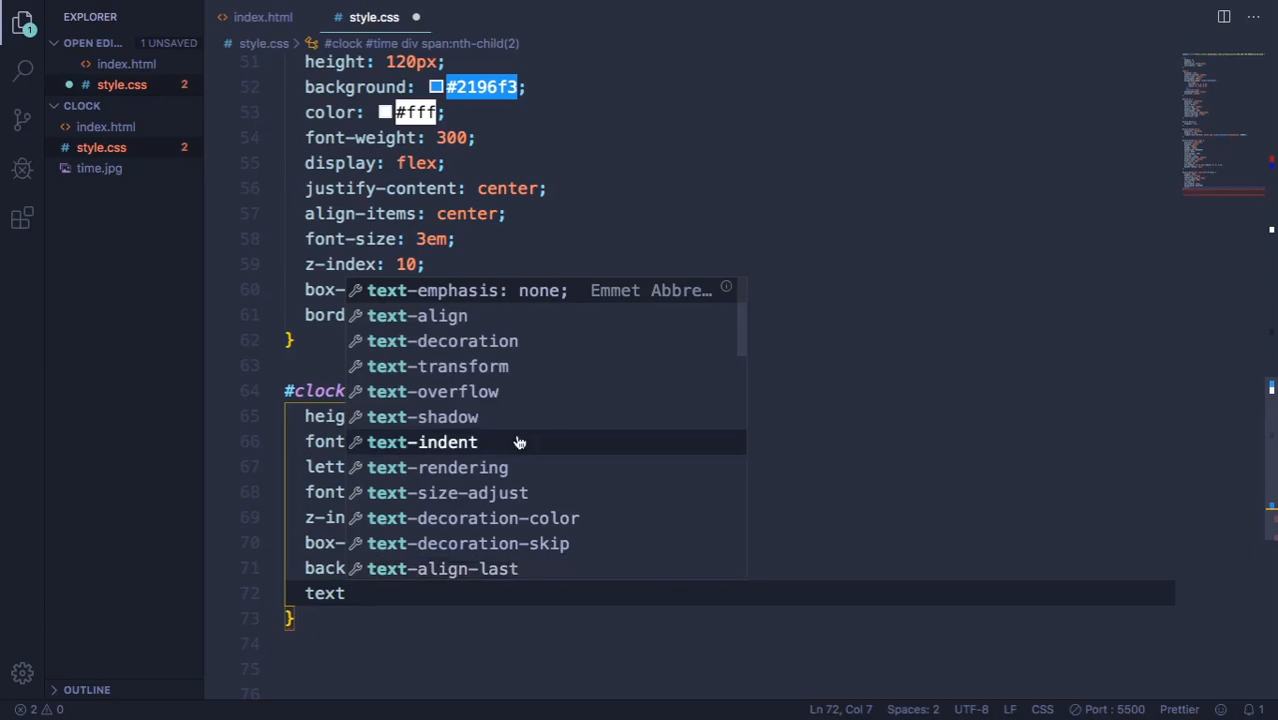 EXPLORER
index.html
style.css
OPEN EDI... 1 UNSAVED
index.html
style.css 2
CLOCK
index.html
style.css 2
time.jpg
OUTLINE
style.css > #clock #time div span:nth-child(2)
51 height: 120px;
52 background: #2196f3;
53 color: #fff;
54 font-weight: 300;
55 display: flex;
56 justify-content: center;
57 align-items: center;
58 font-size: 3em;
59 z-index: 10;
60 box-
61 bord
62 }
63
64 #clock
65 heig
66 font
67 lett
68 font
69 z-in
70 box-
71 back
72 text
73 }
74
75
76
text-emphasis: none; Emmet Abbre...
text-align
text-decoration
text-transform
text-overflow
text-shadow
text-indent
text-rendering
text-size-adjust
text-decoration-color
text-decoration-skip
text-align-last
1
2 0 Ln 72, Col 7 Spaces: 2 UTF-8 LF CSS Port : 5500 Prettier 1